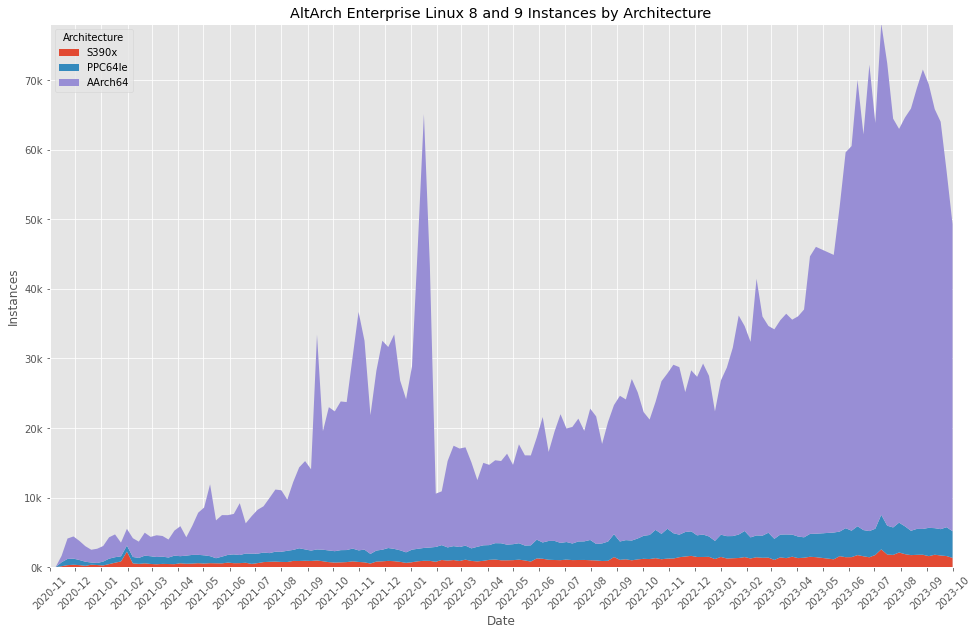 AltArch Enterprise Linux 8 and 9 Instances by Architecture
Architecture
S390x
PPC64le
AArch64
70k
60k
50k
40k
30k
20k
10k
0k
Instances
2020-11
2020-11
2021-01
2021-02
2021-03
2021-04
2021-05
2021-06
2021-07
2021-08
2021-09
2021-10
2021-11
2021-12
2022-01
2022-02
2022-03
2022-04
2022-05
2022-06
2022-07
2022-08
2022-09
2022-10
2022-11
2022-12
2023-01
2023-02
2023-03
2023-04
2023-05
2023-06
2023-07
2023-08
2023-09
2023-10
Date